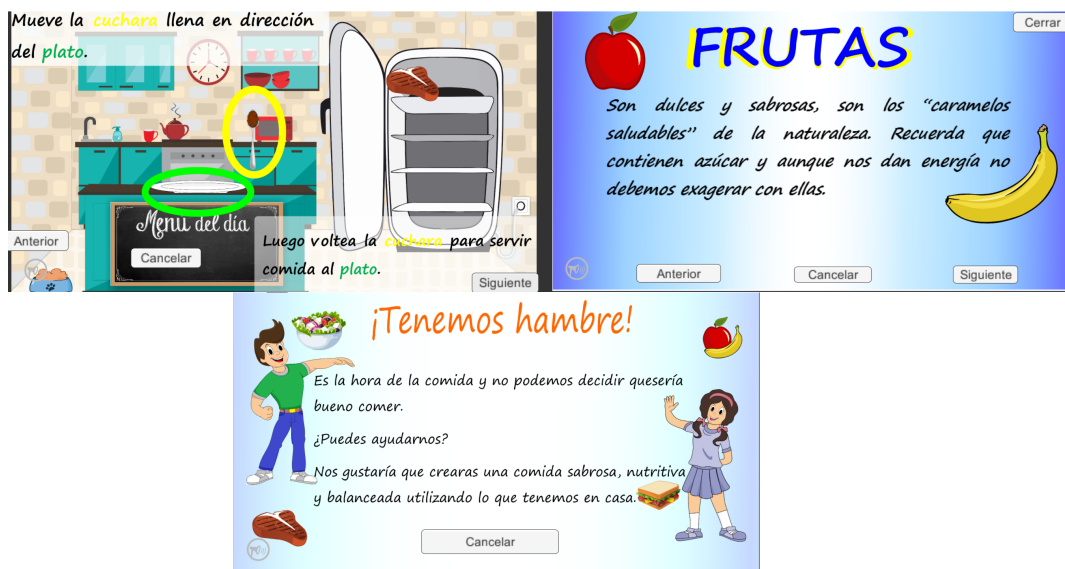 Mueve la cuchara llena en dirección
del plato.
Menú del día
Cancelar
Anterior
Luego voltea la cuchara para servir
comida al plato.
O
Siguiente
Cerrar
FRUTAS
Son dulces y sabrosas, son los “caramelos
saludables” de la naturaleza. Recuerda que
contienen azúcar y aunque nos dan energía no
debemos exagerar con ellas.
Anterior
Cancelar
Siguiente
¡Tenemos hambre!
Es la hora de la comida y no podemos decidir quesería
bueno comer.
¿Puedes ayudarnos?
Nos gustaría que crearas una comida sabrosa, nutritiva
y balanceada utilizando lo que tenemos en casa.
Cancelar